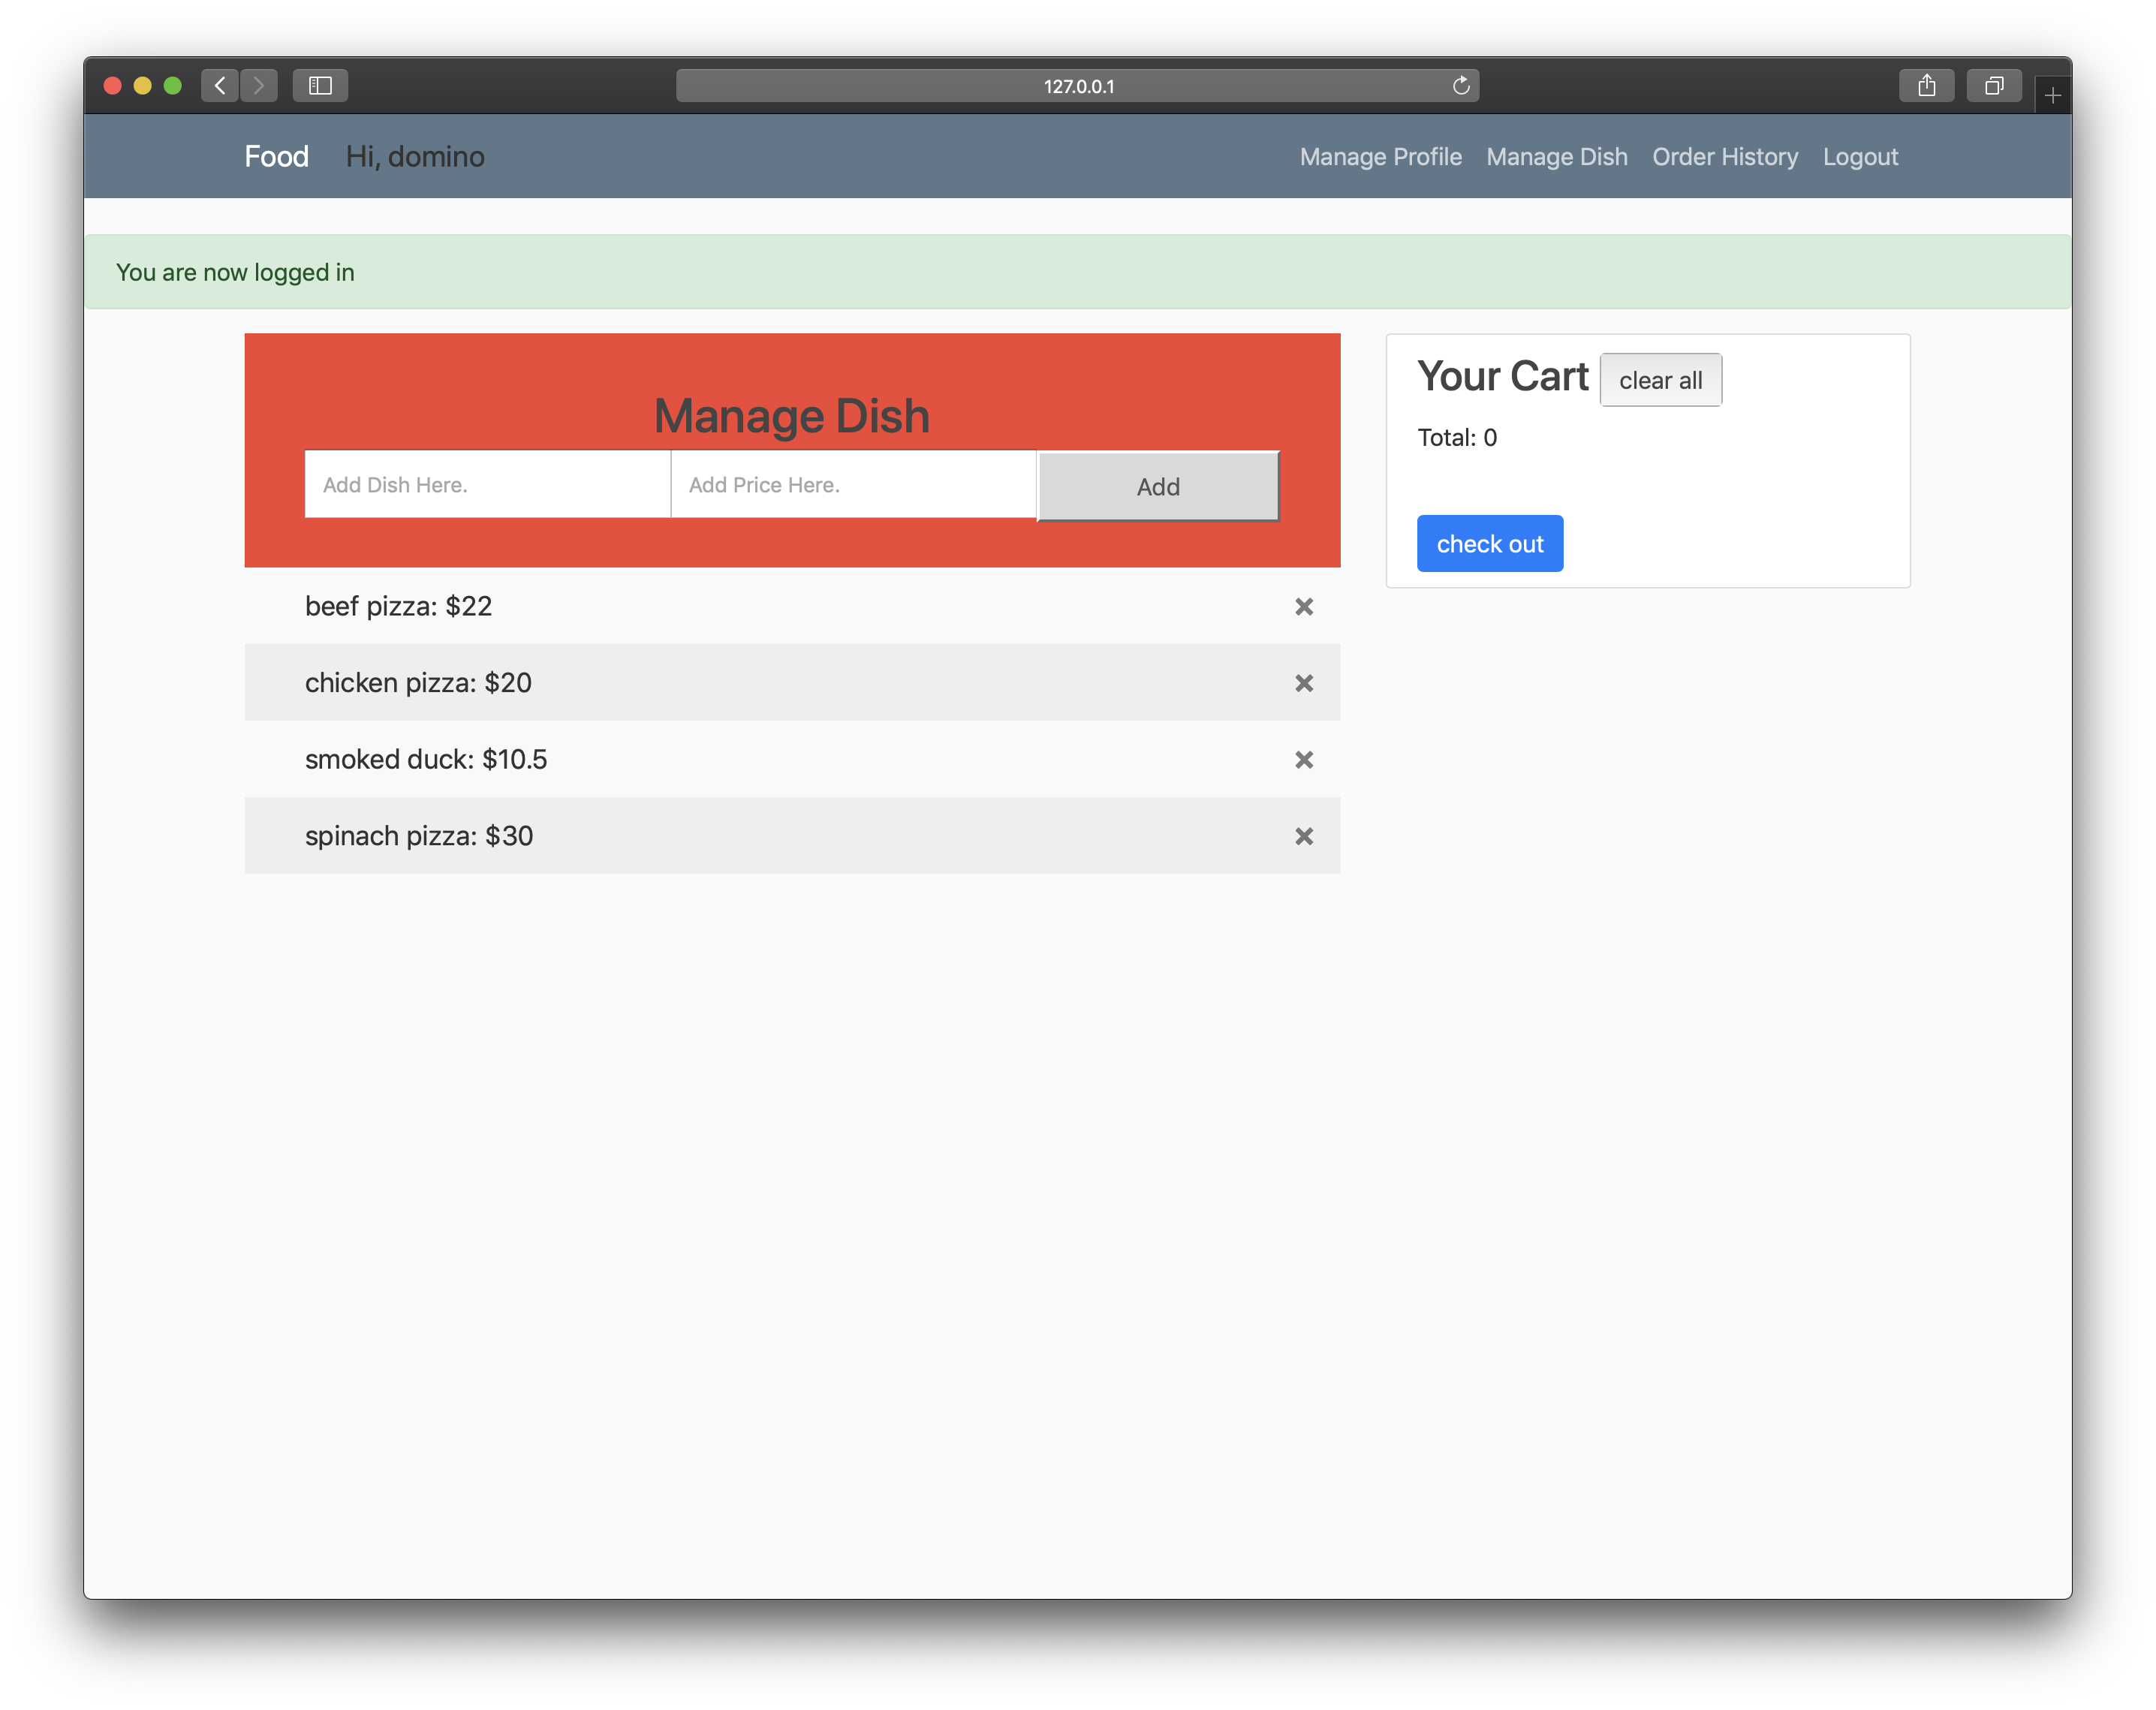 127.0.0.1
Food Hi, domino Manage Profile Manage Dish Order History Logout
You are now logged in
Manage Dish
Add Dish Here. Add Price Here. Add
beef pizza: $22
chicken pizza: $20
smoked duck: $10.5
spinach pizza: $30
Your Cart clear all
Total: 0
check out